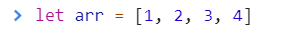 > let arr = [1, 2, 3, 4]